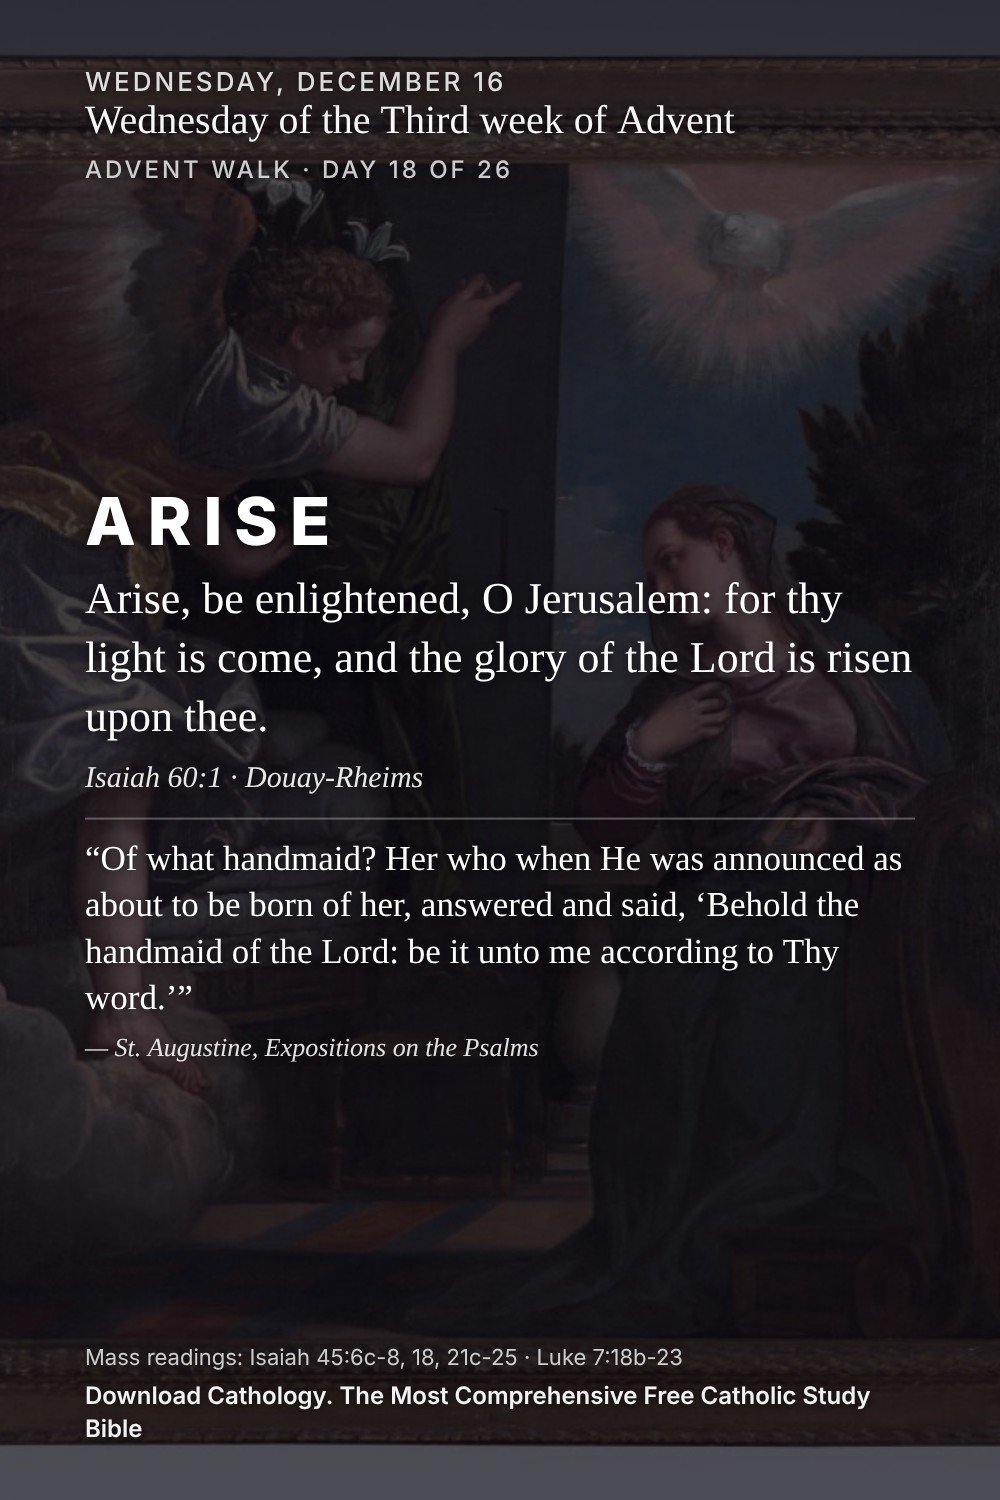 WEDNESDAY, DECEMBER 16
Wednesday of the Third week of Advent
ADVENT WALK · DAY 18 OF 26
ARISE
Arise, be enlightened, O Jerusalem: for thy
light is come, and the glory of the Lord is risen
upon thee.
Isaiah 60:1 · Douay-Rheims
“Of what handmaid? Her who when He was announced as
about to be born of her, answered and said, ‘Behold the
handmaid of the Lord: be it unto me according to Thy
word.’”
— St. Augustine, Expositions on the Psalms
Mass readings: Isaiah 45:6c-8, 18, 21c-25 · Luke 7:18b-23
Download Cathology. The Most Comprehensive Free Catholic Study
Bible